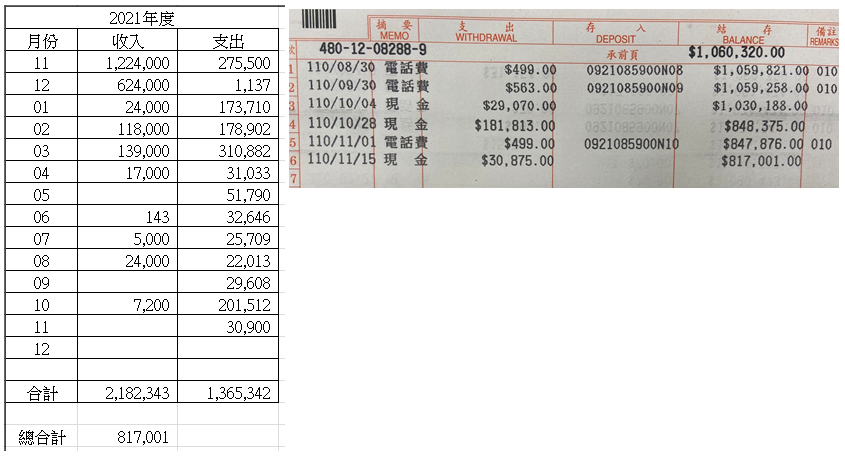 2021年度
月份 收入 支出
11 1,224,000 275,500
12 624,000 1,137
01 24,000 173,710
02 118,000 178,902
03 139,000 310,882
04 17,000 31,033
05 51,790
06 143 32,646
07 5,000 25,709
08 24,000 22,013
09 29,608
10 7,200 201,512
11 30,900
12
合計 2,182,343 1,365,342
總合計 817,001
摘 要 支 出 存 入 結 存 備註
MEMO WITHDRAWAL DEPOSIT BALANCE REMARKS
480-12-08288-9 承前頁 $1,060,320.00
1 110/08/30 電話費 $499.00 0921085900N08 $1,059,821.00 010
2 110/09/30 電話費 $563.00 0921085900N09 $1,059,258.00 010
3 110/10/04 現 金 $29,070.00 $1,030,188.00
4 110/10/28 現 金 $181,813.00 $848,375.00
5 110/11/01 電話費 $499.00 0921085900N10 $847,876.00 010
6 110/11/15 現 金 $30,875.00 $817,001.00
7